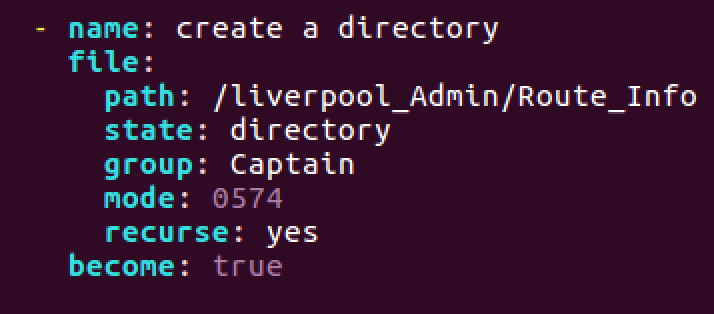 - name: create a directory
  file:
    path: /liverpool_Admin/Route_Info
    state: directory
    group: Captain
    mode: 0574
    recurse: yes
  become: true